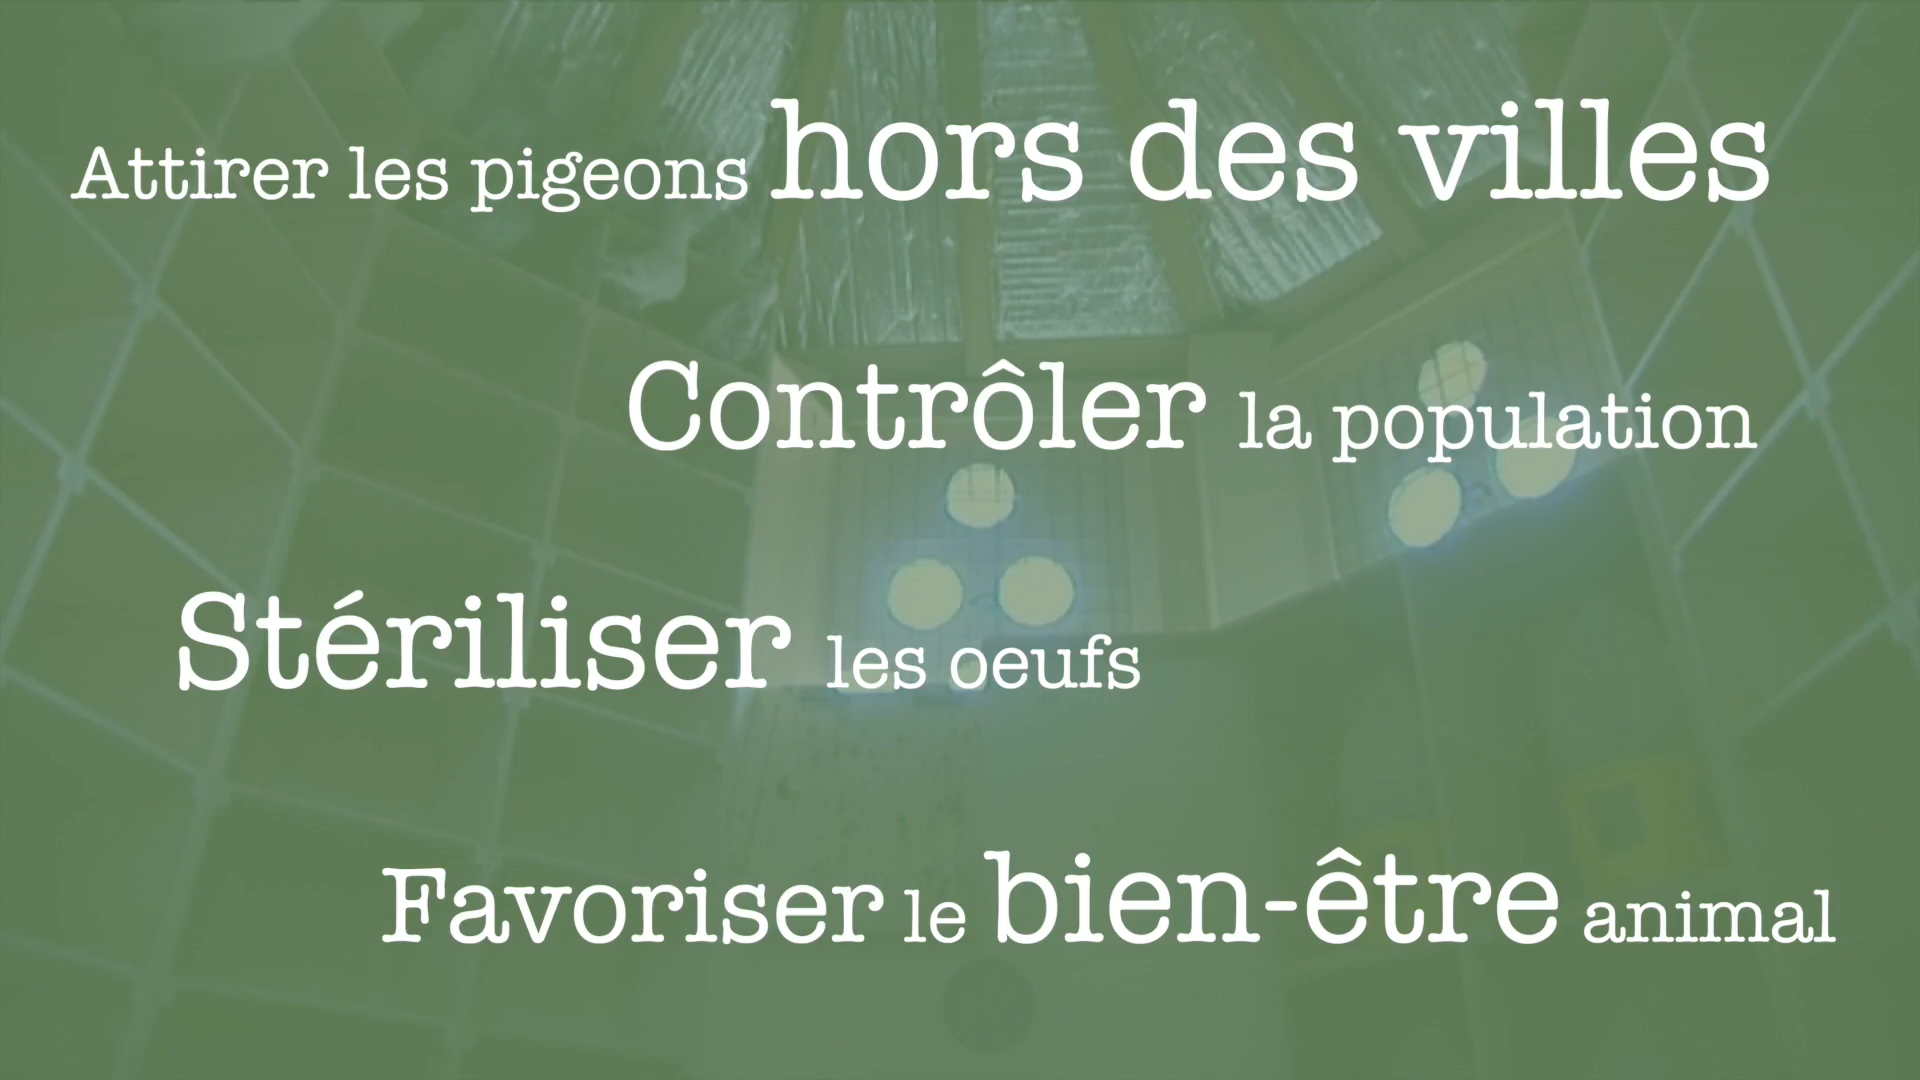 Attirer les pigeons hors des villes
Contrôler la population
Stériliser les oeufs
Favoriser le bien-être animal